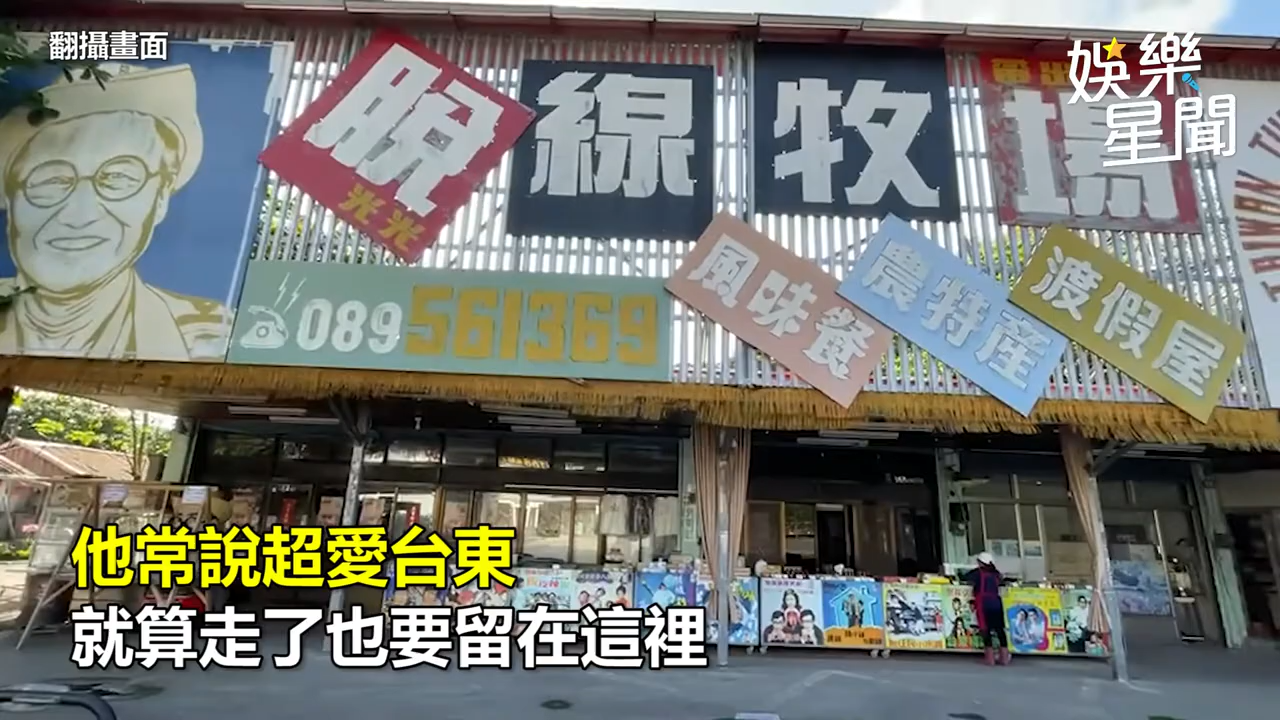 翻攝畫面
娛樂
星聞
脫線牧場
光光
089 561369
風味餐
農特產
渡假屋
他常說超愛台東
就算走了也要留在這裡